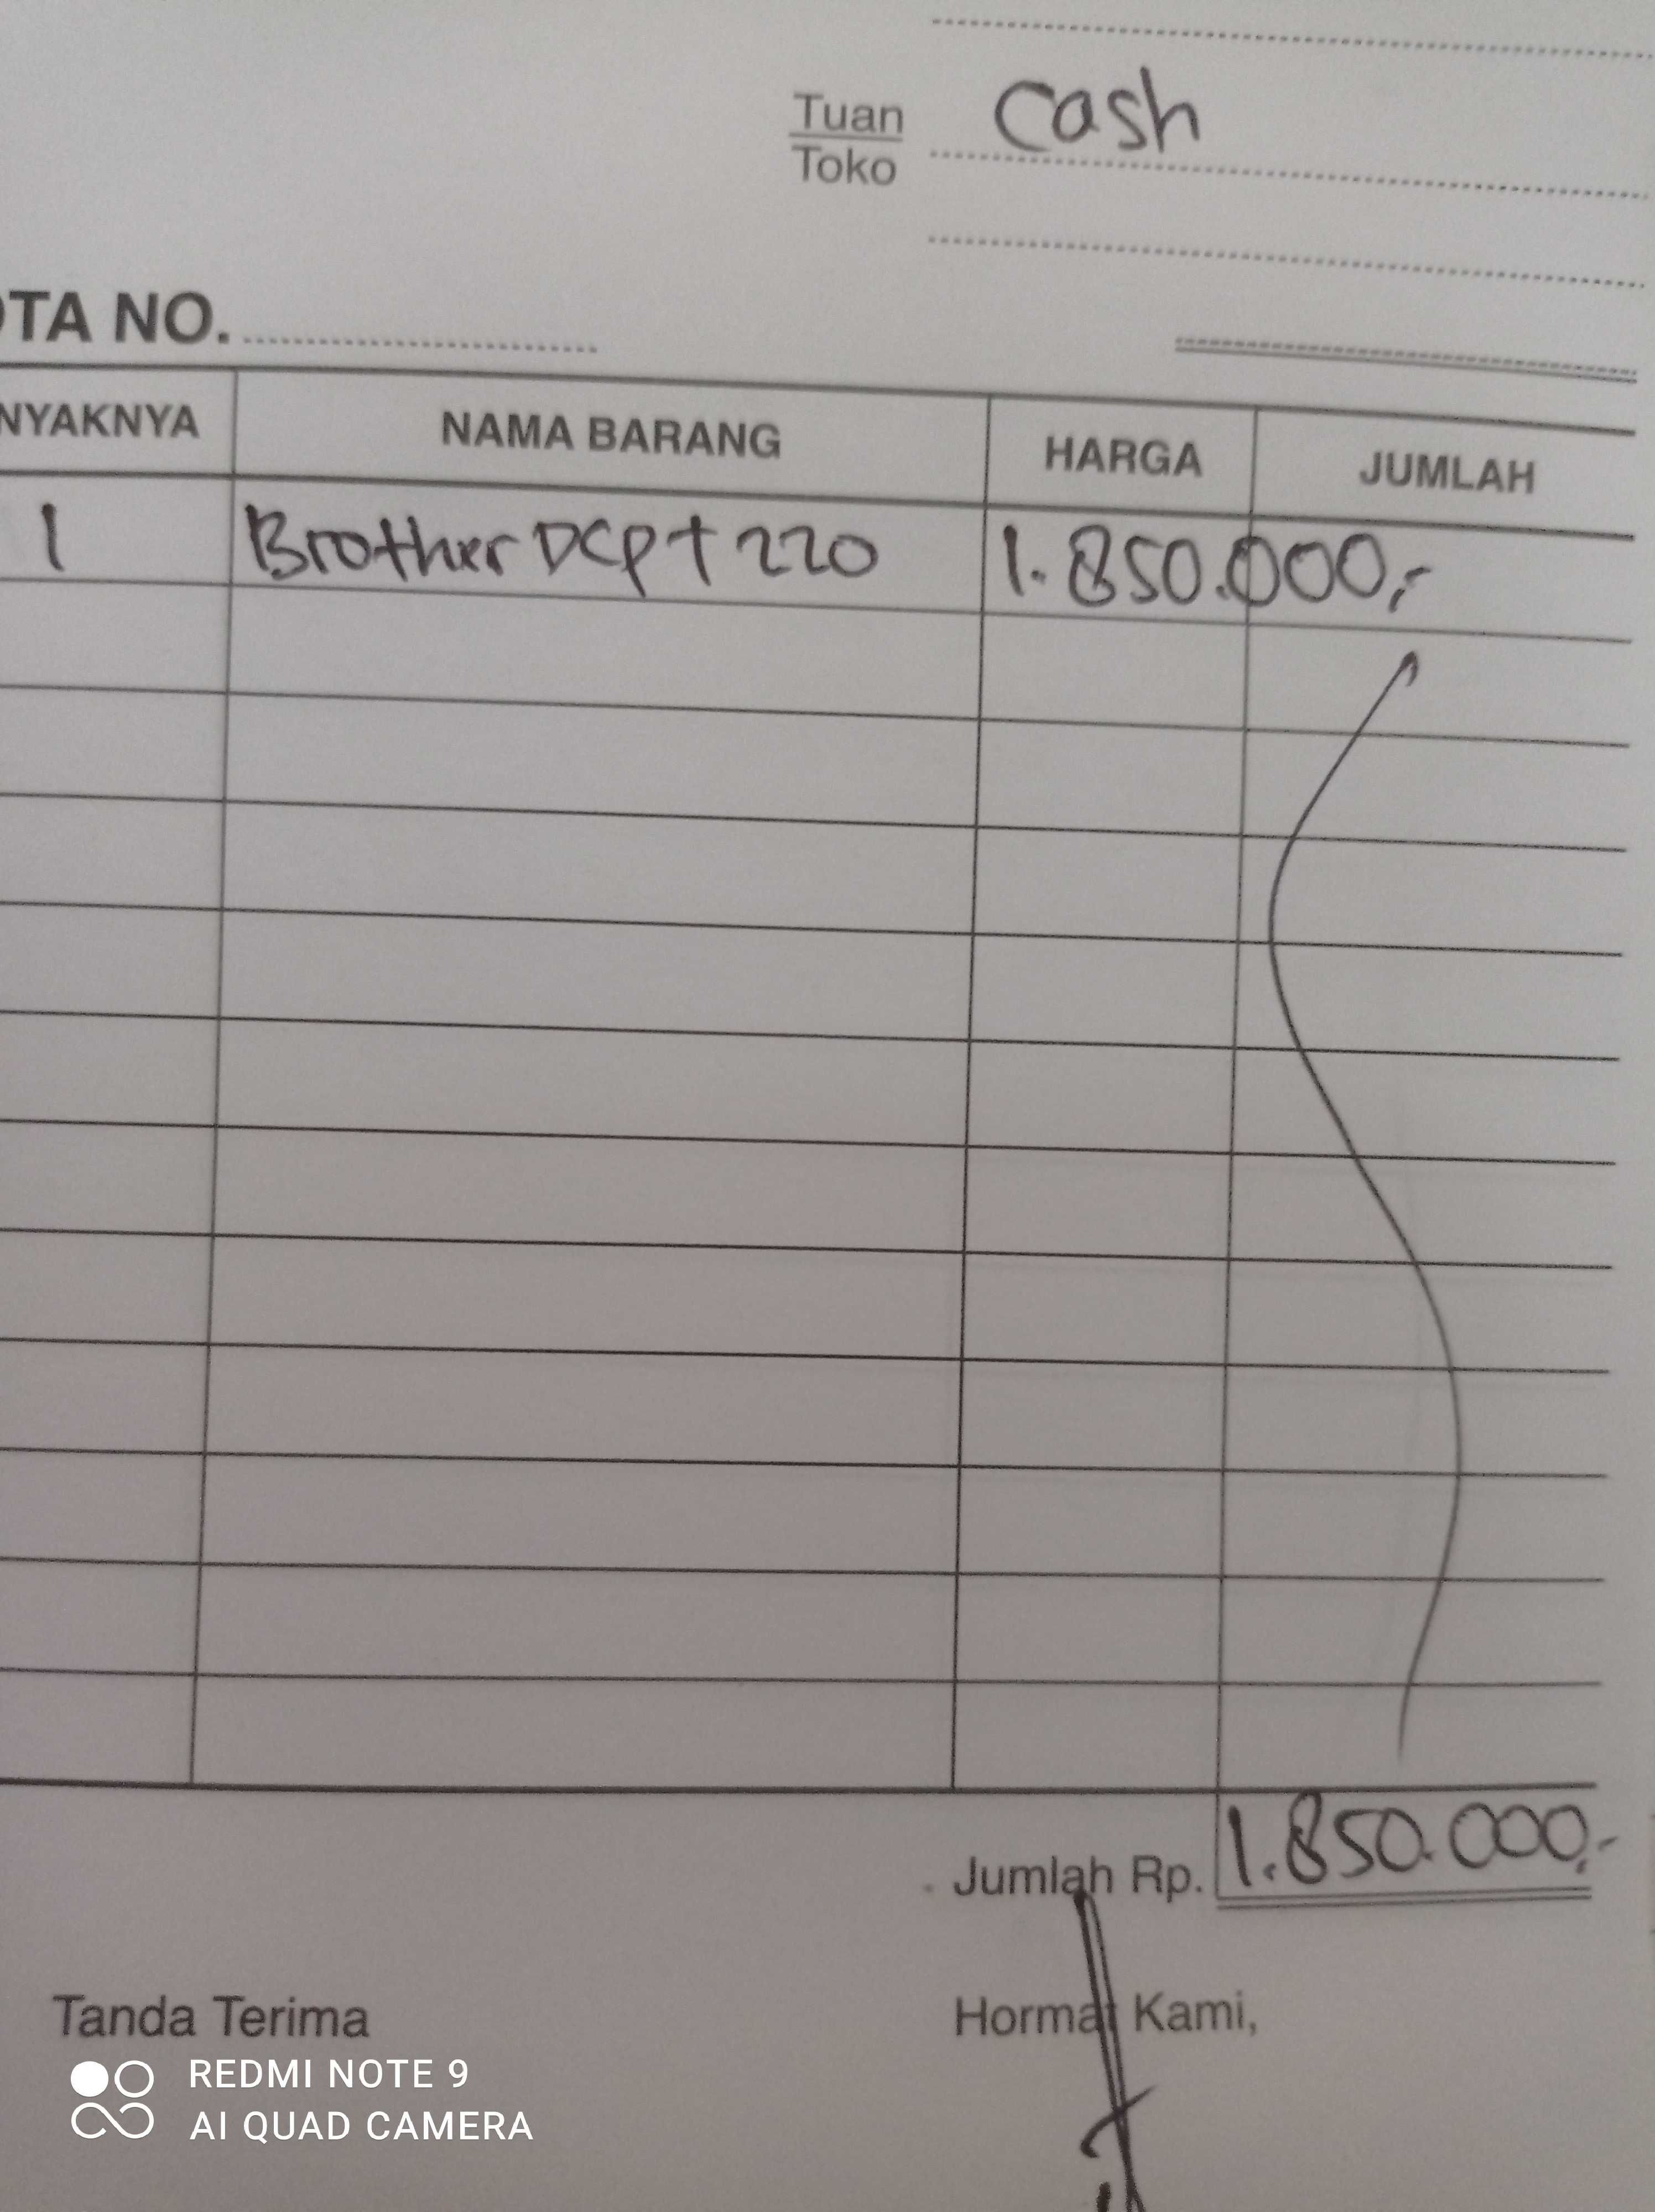 Cash
Tuan
Toko
OTA NO.
NYAKNYA NAMA BARANG HARGA JUMLAH
1 Brother DCP T 220 1.850.000,-
Jumlah Rp. 1.850.000,-
Tanda Terima Hormat Kami,
REDMI NOTE 9
AI QUAD CAMERA